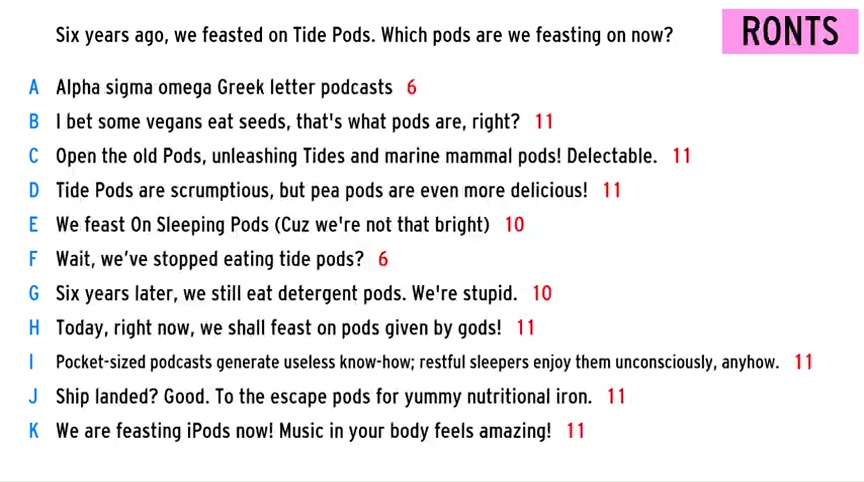 Six years ago, we feasted on Tide Pods. Which pods are we feasting on now?
RONTS
A Alpha sigma omega Greek letter podcasts 6
B I bet some vegans eat seeds, that's what pods are, right? 11
C Open the old Pods, unleashing Tides and marine mammal pods! Delectable. 11
D Tide Pods are scrumptious, but pea pods are even more delicious! 11
E We feast On Sleeping Pods (Cuz we're not that bright) 10
F Wait, we've stopped eating tide pods? 6
G Six years later, we still eat detergent pods. We're stupid. 10
H Today, right now, we shall feast on pods given by gods! 11
I Pocket-sized podcasts generate useless know-how; restful sleepers enjoy them unconsciously, anyhow. 11
J Ship landed? Good. To the escape pods for yummy nutritional iron. 11
K We are feasting iPods now! Music in your body feels amazing! 11